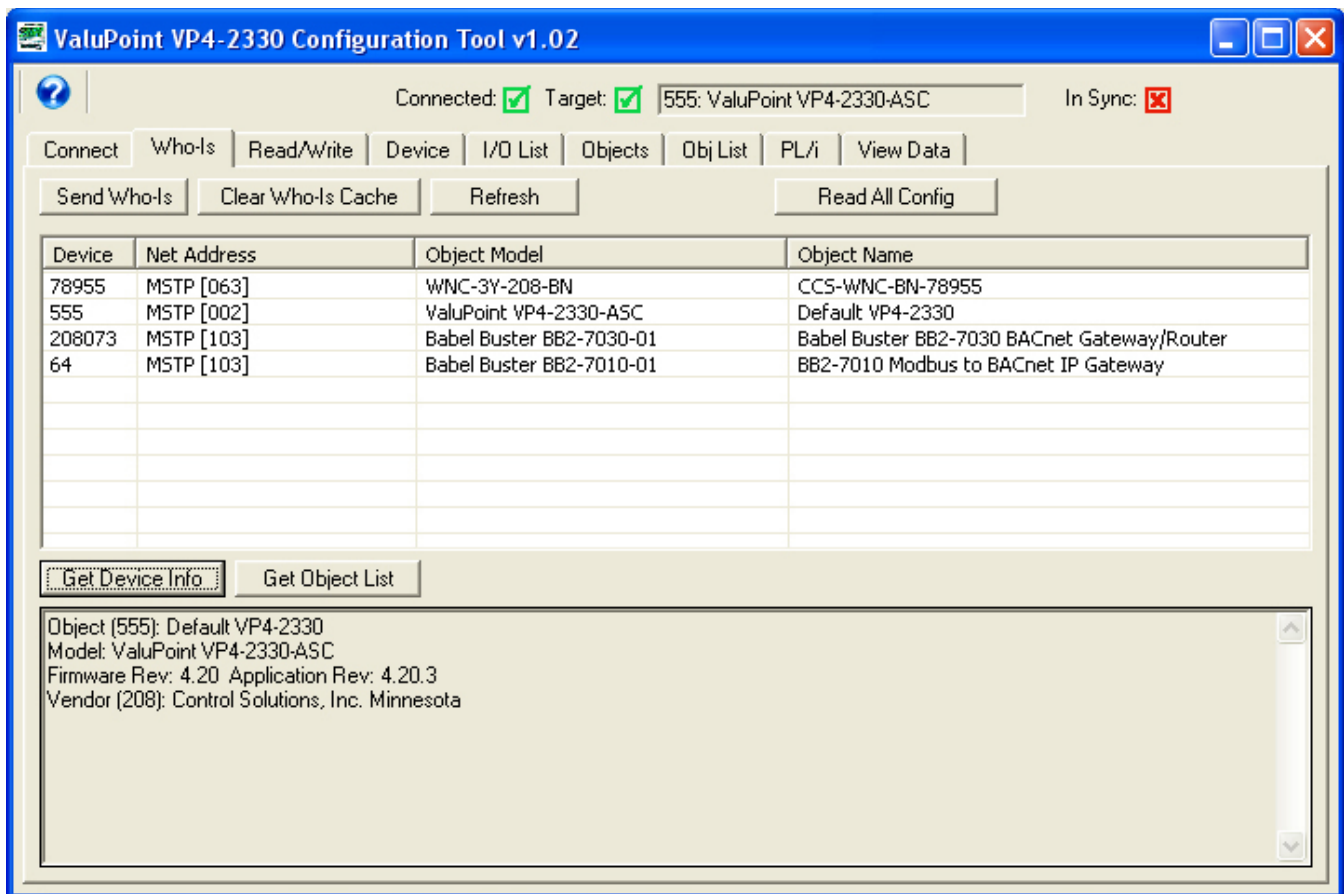 ValuPoint VP4-2330 Configuration Tool v1.02
Connected: Target: 555: ValuPoint VP4-2330-ASC In Sync:
Connect Who-Is Read/Write Device I/O List Objects Obj List PL/i View Data
Send Who-Is Clear Who-Is Cache Refresh Read All Config
Device Net Address Object Model Object Name
78955 MSTP [063] WNC-3Y-208-BN CCS-WNC-BN-78955
555 MSTP [002] ValuPoint VP4-2330-ASC Default VP4-2330
208073 MSTP [103] Babel Buster BB2-7030-01 Babel Buster BB2-7030 BACnet Gateway/Router
64 MSTP [103] Babel Buster BB2-7010-01 BB2-7010 Modbus to BACnet IP Gateway
Get Device Info Get Object List
Object (555): Default VP4-2330
Model: ValuPoint VP4-2330-ASC
Firmware Rev: 4.20 Application Rev: 4.20.3
Vendor (208): Control Solutions, Inc. Minnesota